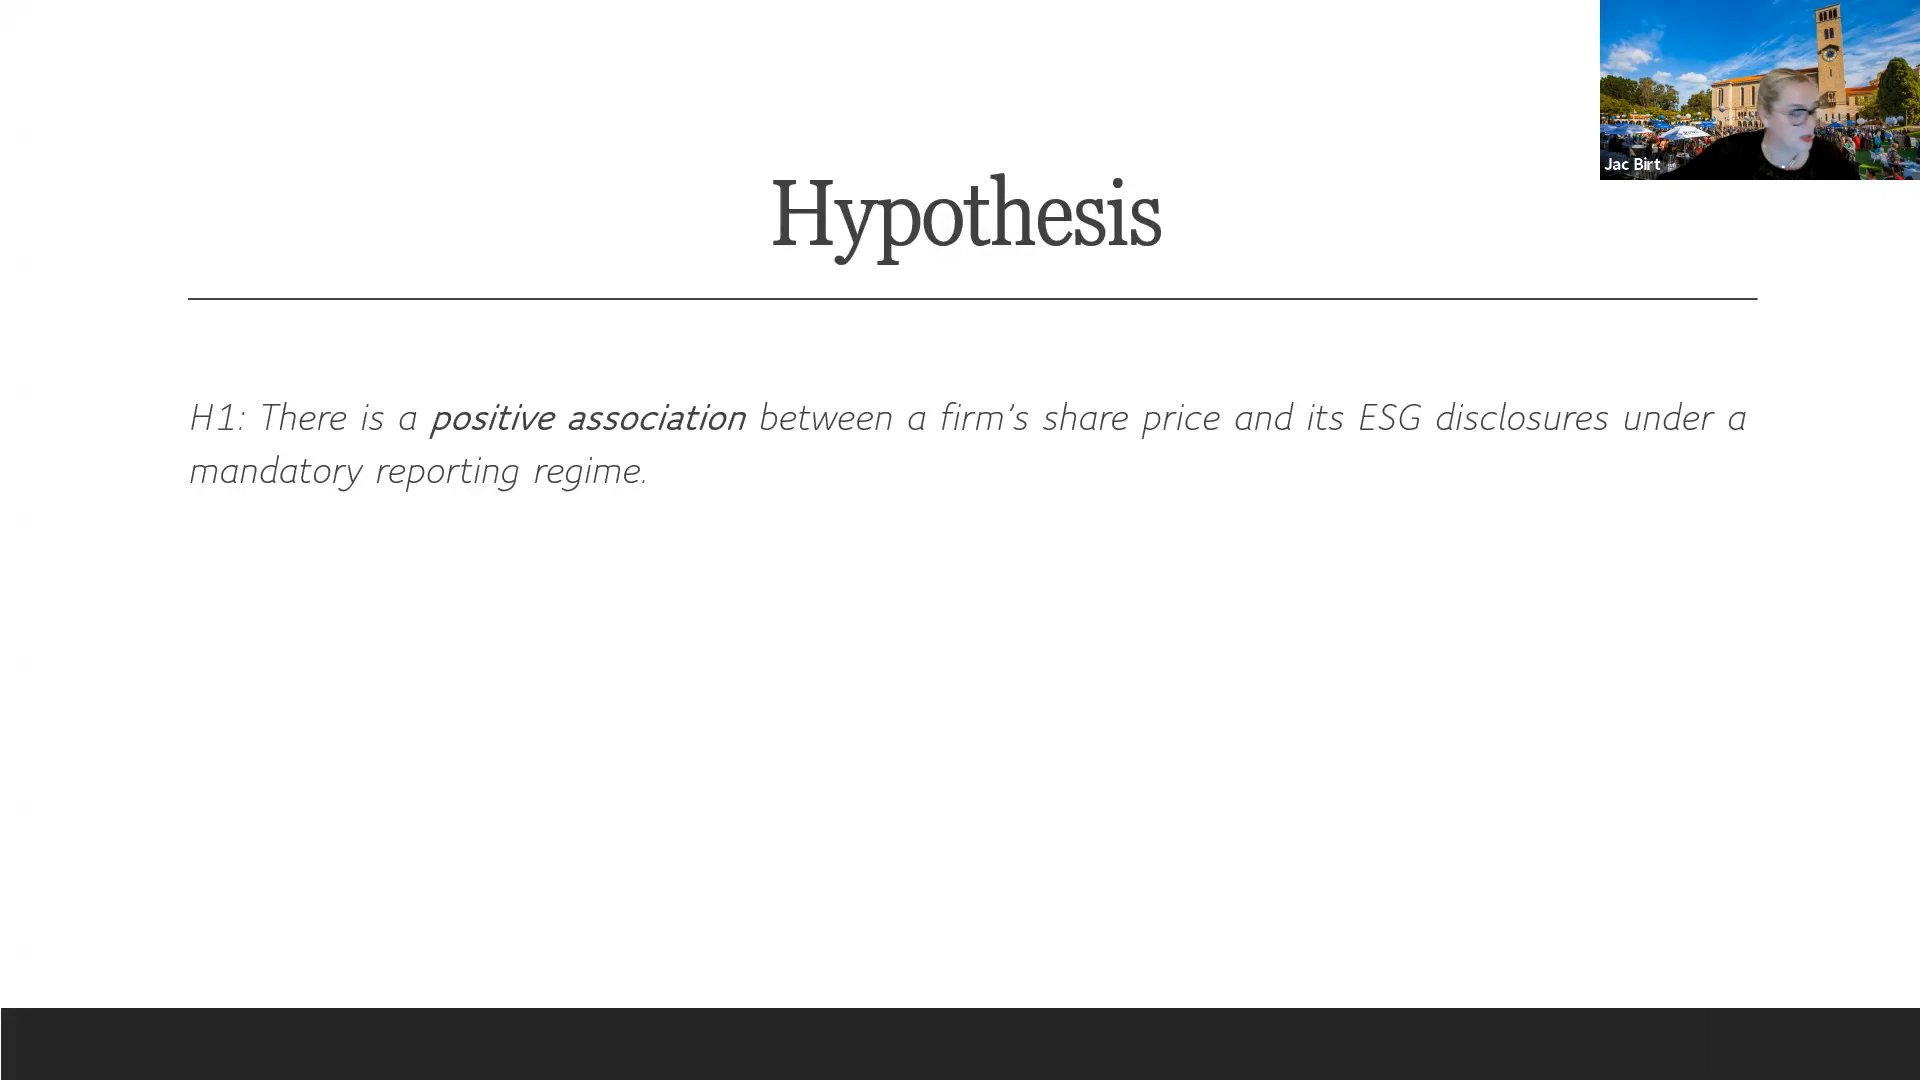 Jac Birt
Hypothesis
H1: There is a positive association between a firm’s share price and its ESG disclosures under a
mandatory reporting regime.